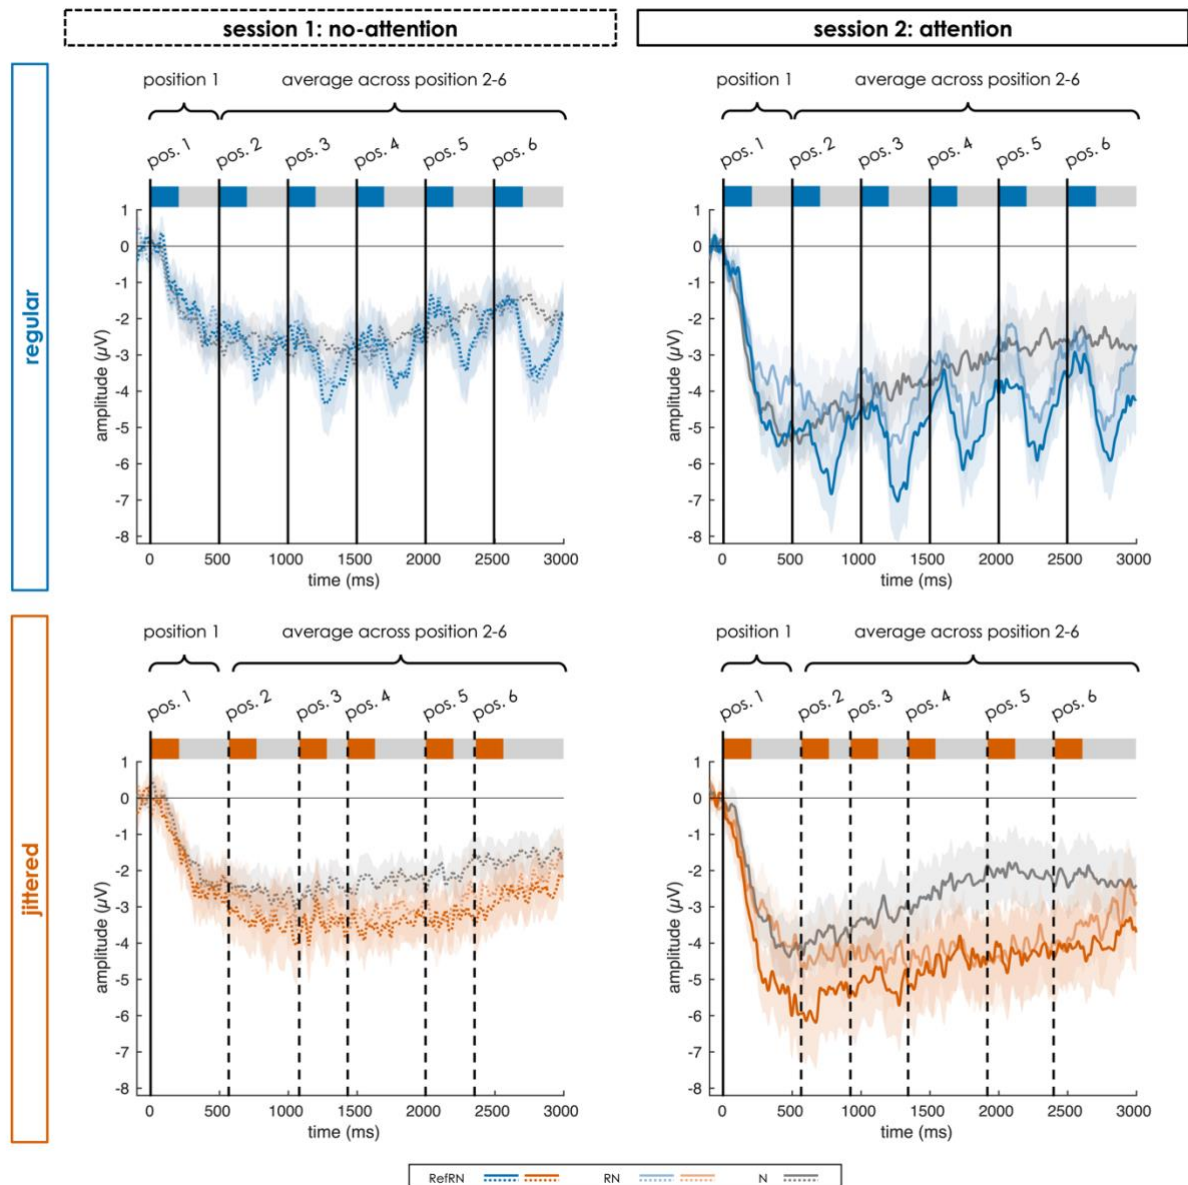 session 1: no-attention
session 2: attention
regular
position 1
average across position 2-6
pos. 1
pos. 2
pos. 3
pos. 4
pos. 5
pos. 6
amplitude (µV)
1
0
-1
-2
-3
-4
-5
-6
-7
-8
0
500
1000
1500
2000
2500
3000
time (ms)
position 1
average across position 2-6
pos. 1
pos. 2
pos. 3
pos. 4
pos. 5
pos. 6
amplitude (µV)
1
0
-1
-2
-3
-4
-5
-6
-7
-8
0
500
1000
1500
2000
2500
3000
time (ms)
jittered
position 1
average across position 2-6
pos. 1
pos. 2
pos. 3
pos. 4
pos. 5
pos. 6
amplitude (µV)
1
0
-1
-2
-3
-4
-5
-6
-7
-8
0
500
1000
1500
2000
2500
3000
time (ms)
position 1
average across position 2-6
pos. 1
pos. 2
pos. 3
pos. 4
pos. 5
pos. 6
amplitude (µV)
1
0
-1
-2
-3
-4
-5
-6
-7
-8
0
500
1000
1500
2000
2500
3000
time (ms)
RefRN
RN
N